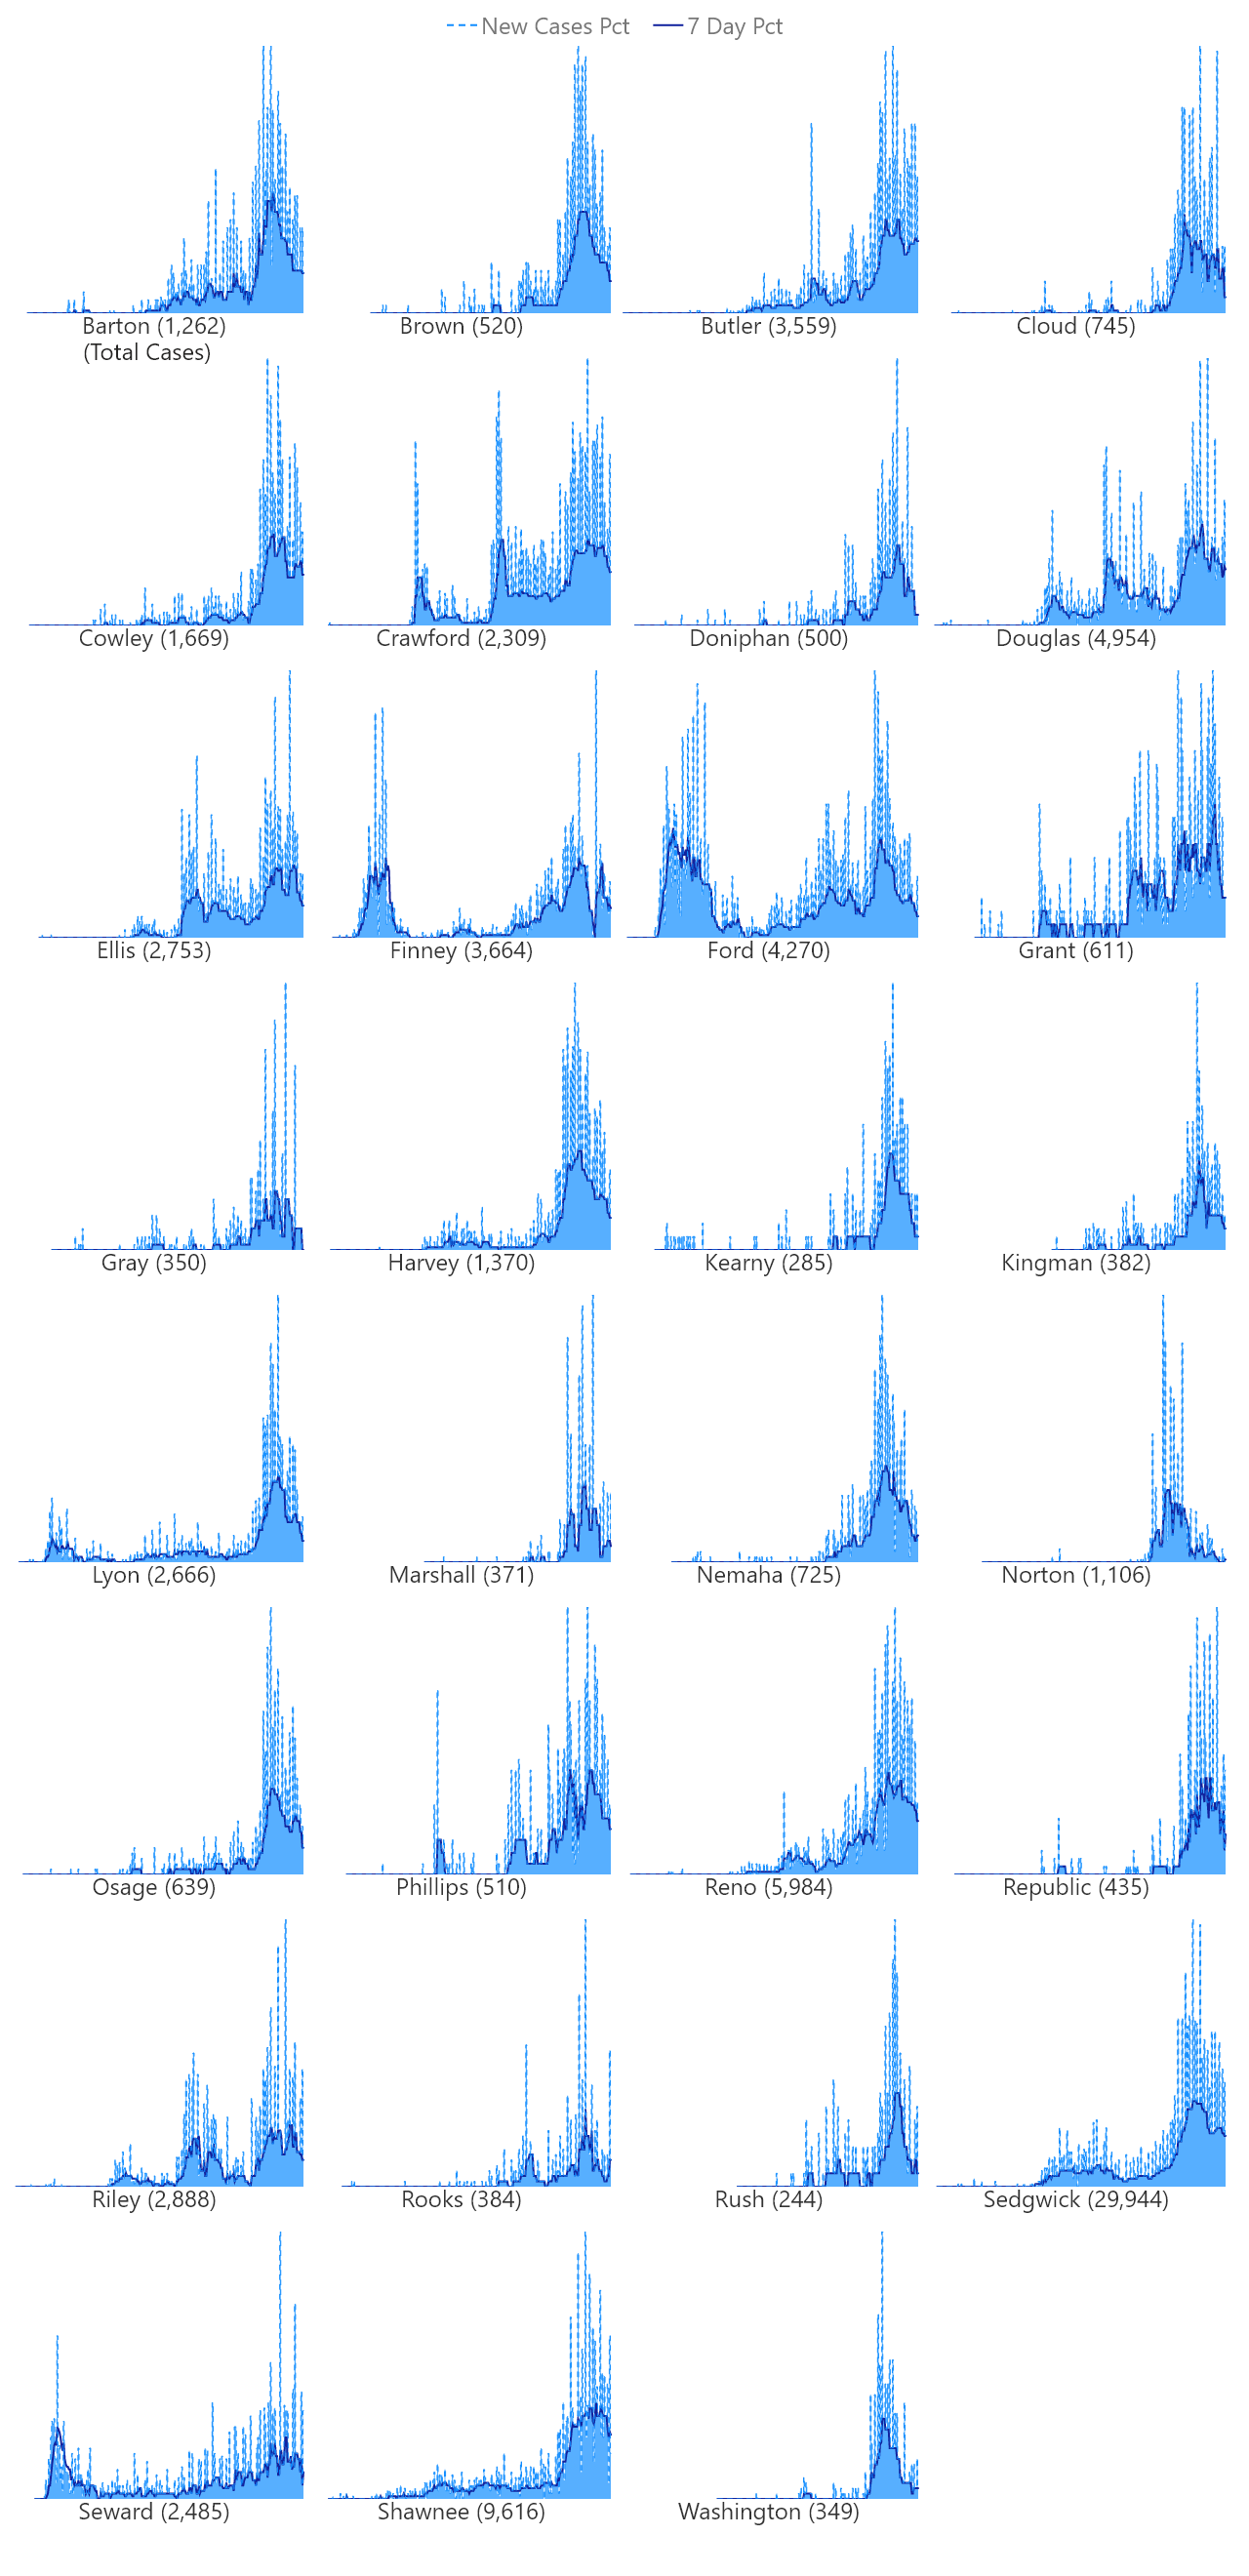 New Cases Pct 7 Day Pct
Barton (1,262) Brown (520) Butler (3,559) Cloud (745)
(Total Cases)
Cowley (1,669) Crawford (2,309) Doniphan (500) Douglas (4,954)
Ellis (2,753) Finney (3,664) Ford (4,270) Grant (611)
Gray (350) Harvey (1,370) Kearny (285) Kingman (382)
Lyon (2,666) Marshall (371) Nemaha (725) Norton (1,106)
Osage (639) Phillips (510) Reno (5,984) Republic (435)
Riley (2,888) Rooks (384) Rush (244) Sedgwick (29,944)
Seward (2,485) Shawnee (9,616) Washington (349)